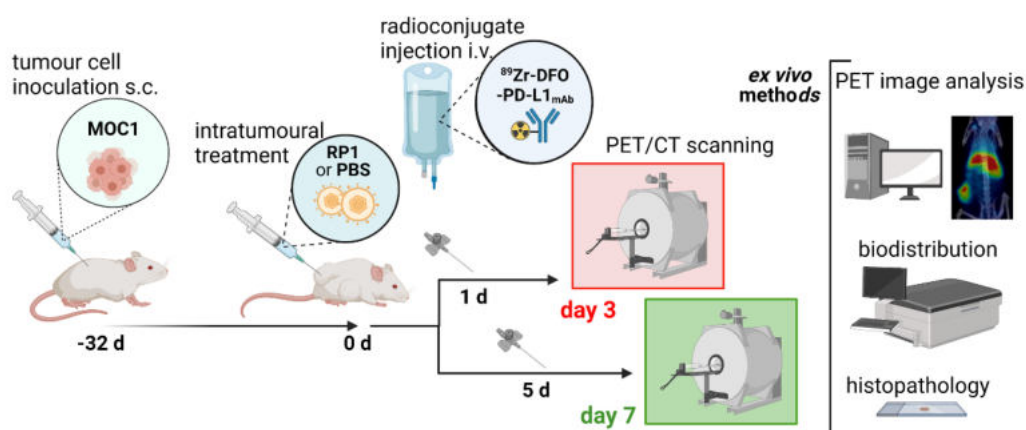 tumour cell
inoculation s.c.
MOC1
intratumoural
treatment
RP1
or PBS
radioconjugate
injection i.v.
⁸⁹Zr-DFO
-PD-L1mAb
PET/CT scanning
-32 d
0 d
1 d
day 3
5 d
day 7
ex vivo
methods
PET image analysis
biodistribution
histopathology